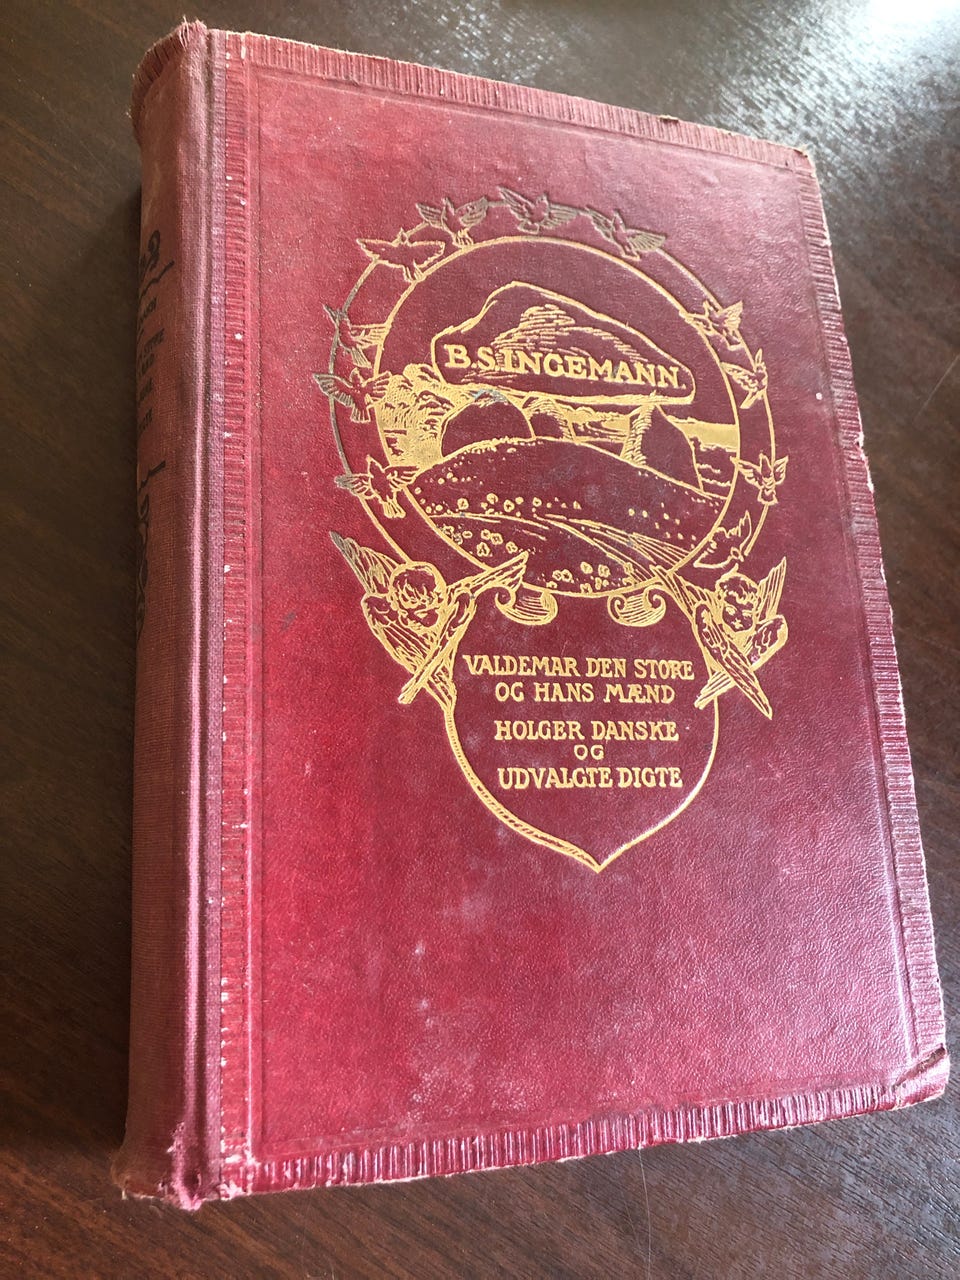 B.S. INGEMANN
VALDEMAR DEN STORE
OG HANS MÆND
HOLGER DANSKE
OG
UDVALGTE DIGTE